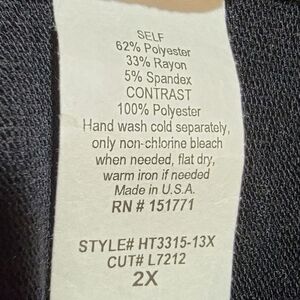 SELF
62% Polyester
33% Rayon
5% Spandex
CONTRAST
100% Polyester
Hand wash cold separately,
only non-chlorine bleach
when needed, flat dry,
warm iron if needed
Made in U.S.A.
RN # 151771
STYLE# HT3315-13X
CUT# L7212
2X